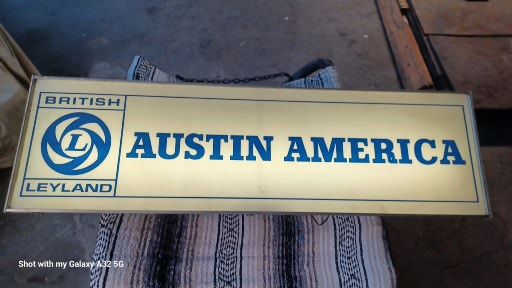 BRITISH
L
LEYLAND
AUSTIN AMERICA
Shot with my Galaxy A32 5G